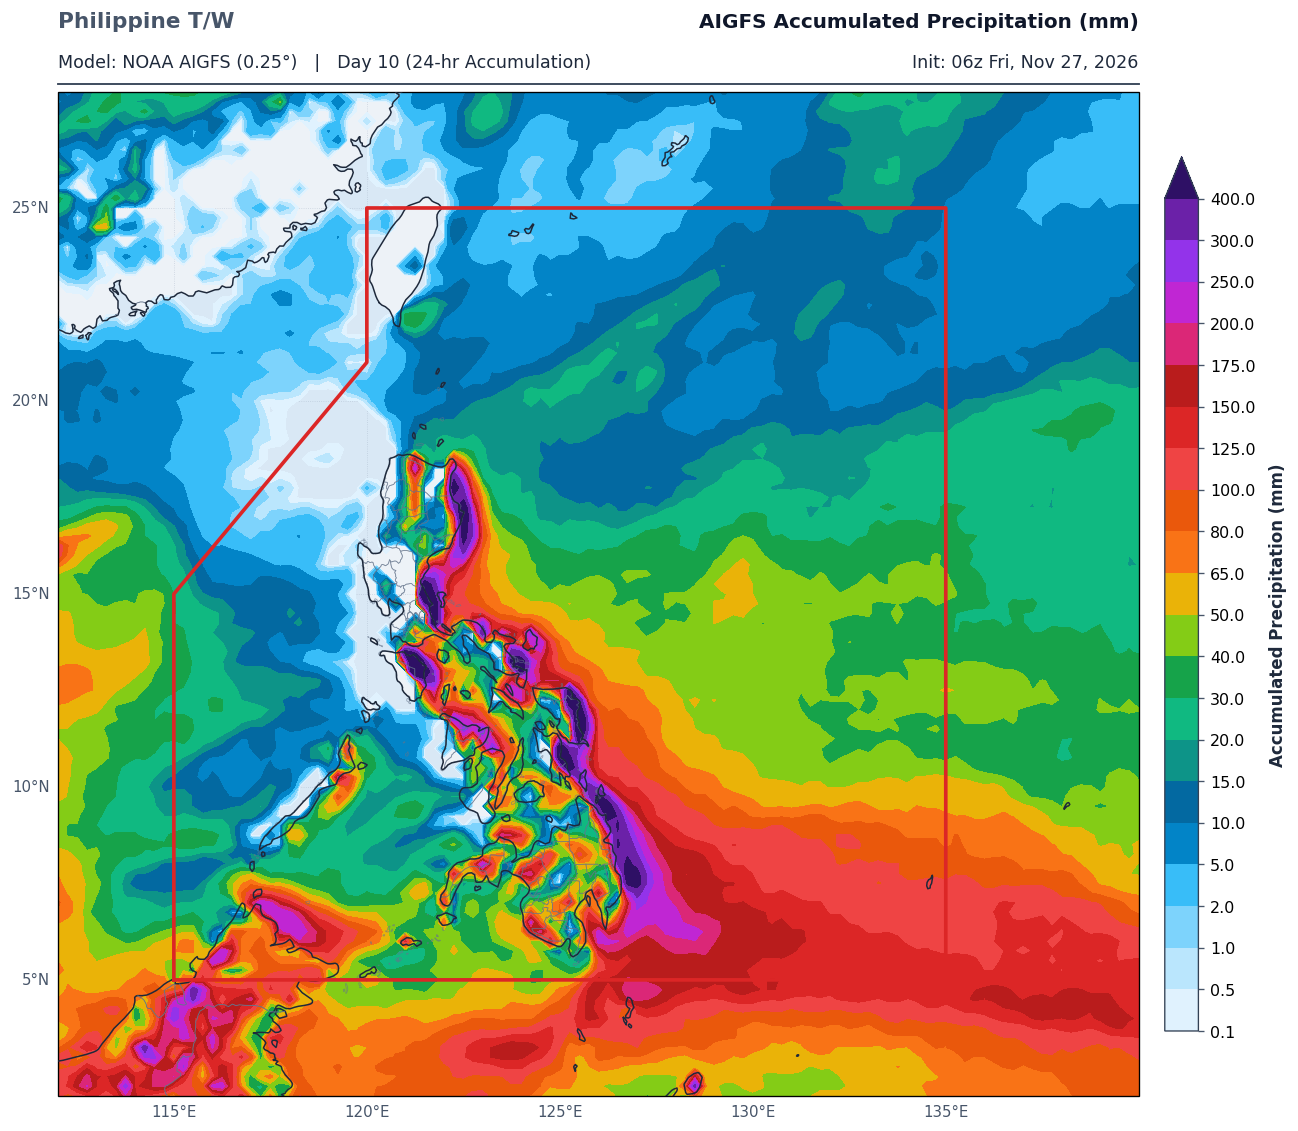 Philippine T/W
AIGFS Accumulated Precipitation (mm)
Model: NOAA AIGFS (0.25°) | Day 10 (24-hr Accumulation)
Init: 06z Fri, Nov 27, 2026
25°N
20°N
15°N
10°N
5°N
115°E
120°E
125°E
130°E
135°E
400.0
300.0
250.0
200.0
175.0
150.0
125.0
100.0
80.0
65.0
50.0
40.0
30.0
20.0
15.0
10.0
5.0
2.0
1.0
0.5
0.1
Accumulated Precipitation (mm)